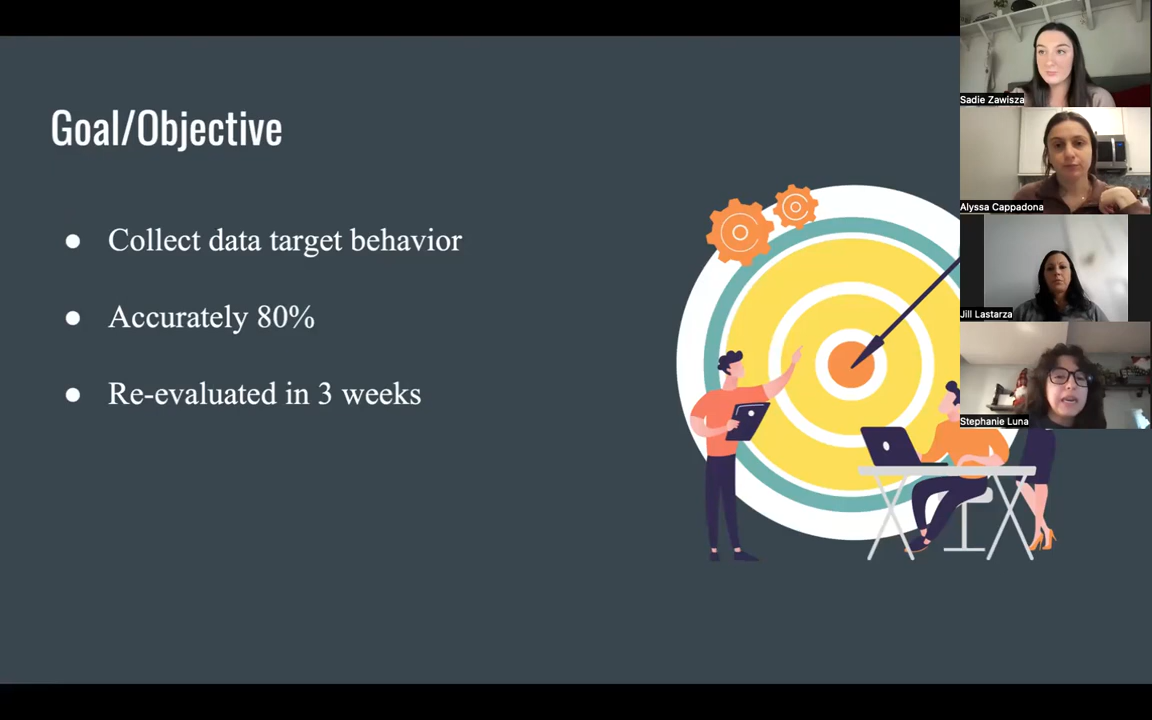 Goal/Objective
● Collect data target behavior
● Accurately 80%
● Re-evaluated in 3 weeks
Sadie Zawisza
Alyssa Cappadona
Jill Lastarza
Stephanie Luna